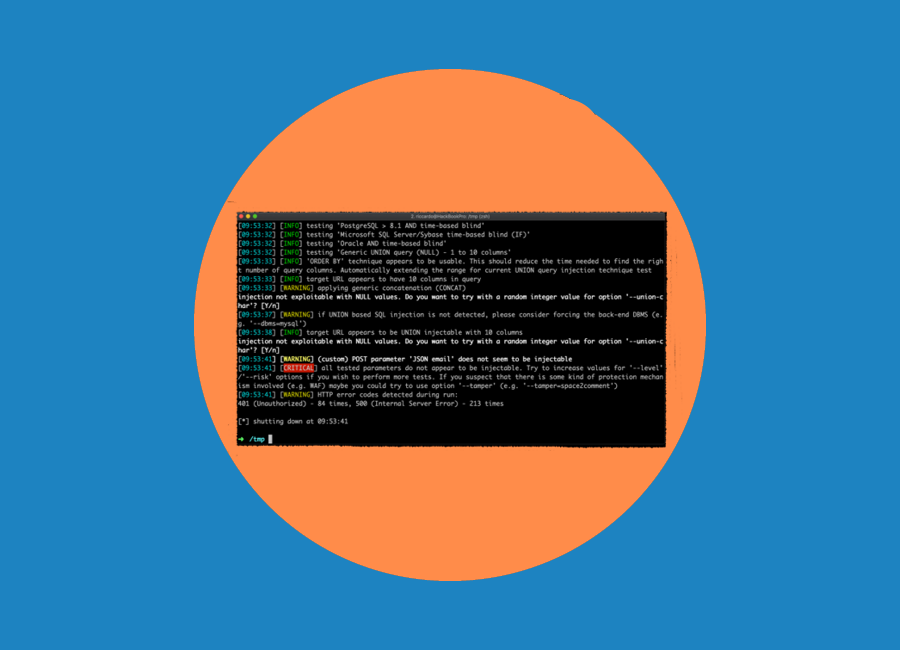 [09:53:32] [INFO] testing 'PostgreSQL > 8.1 AND time-based blind'
[09:53:32] [INFO] testing 'Microsoft SQL Server/Sybase time-based blind (IF)'
[09:53:32] [INFO] testing 'Oracle AND time-based blind'
[09:53:32] [INFO] testing 'Generic UNION query (NULL) - 1 to 10 columns'
[09:53:33] [INFO] 'ORDER BY' technique appears to be usable. This should reduce the time needed to find the righ
t number of query columns. Automatically extending the range for current UNION query injection technique test
[09:53:33] [INFO] target URL appears to have 10 columns in query
[09:53:33] [WARNING] applying generic concatenation (CONCAT)
injection not exploitable with NULL values. Do you want to try with a random integer value for option '--union-c
har'? [Y/n]
[09:53:37] [WARNING] if UNION based SQL injection is not detected, please consider forcing the back-end DBMS (e.
g. '--dbms=mysql')
[09:53:38] [INFO] target URL appears to be UNION injectable with 10 columns
injection not exploitable with NULL values. Do you want to try with a random integer value for option '--union-c
har'? [Y/n]
[09:53:41] [WARNING] (custom) POST parameter 'JSON email' does not seem to be injectable
[09:53:41] [CRITICAL] all tested parameters do not appear to be injectable. Try to increase values for '--level'
/'--risk' options if you wish to perform more tests. If you suspect that there is some kind of protection mechan
ism involved (e.g. WAF) maybe you could try to use option '--tamper' (e.g. '--tamper=space2comment')
[09:53:41] [WARNING] HTTP error codes detected during run:
401 (Unauthorized) - 84 times, 500 (Internal Server Error) - 213 times
[*] shutting down at 09:53:41
→ /tmp